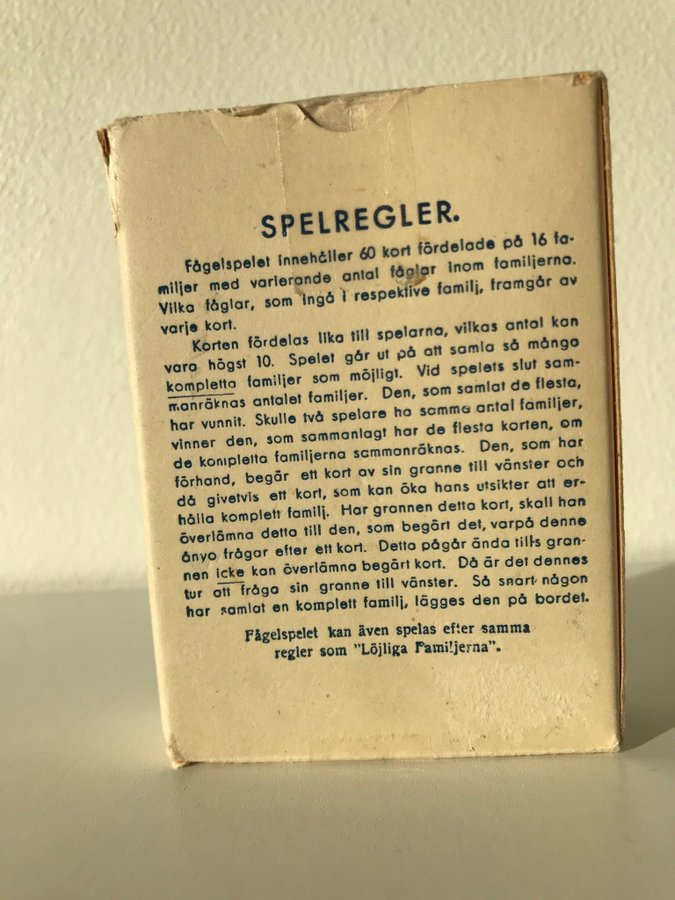 SPELREGLER.
Fågelspelet innehåller 60 kort fördelade på 16 fa-
miljer med varierande antal fåglar inom familjerna.
Vilka fåglar, som ingå i respektive familj, framgår av
varje kort.
Korten fördelas lika till spelarna, vilkas antal kan
vara högst 10. Spelet går ut på att samla så många
kompletta familjer som möjligt. Vid spelets slut sam-
manräknas antalet familjer. Den, som samlat de flesta,
har vunnit. Skulle två spelare ha samma antal familjer,
vinner den, som sammanlagt har de flesta korten, om
de kompletta familjerna sammanräknas. Den, som har
förhand, begär ett kort av sin granne till vänster och
då givetvis ett kort, som kan öka hans utsikter att er-
hålla komplett familj. Har grannen detta kort, skall han
överlämna detta till den, som begärt det, varpå denne
ånyo frågar efter ett kort. Detta pågår ända tills gran-
nen icke kan överlämna begärt kort. Då är det dennes
tur att fråga sin granne till vänster. Så snart någon
har samlat en komplett familj, lägges den på bordet.
Fågelspelet kan även spelas efter samma
regler som "Löjliga Familjerna".